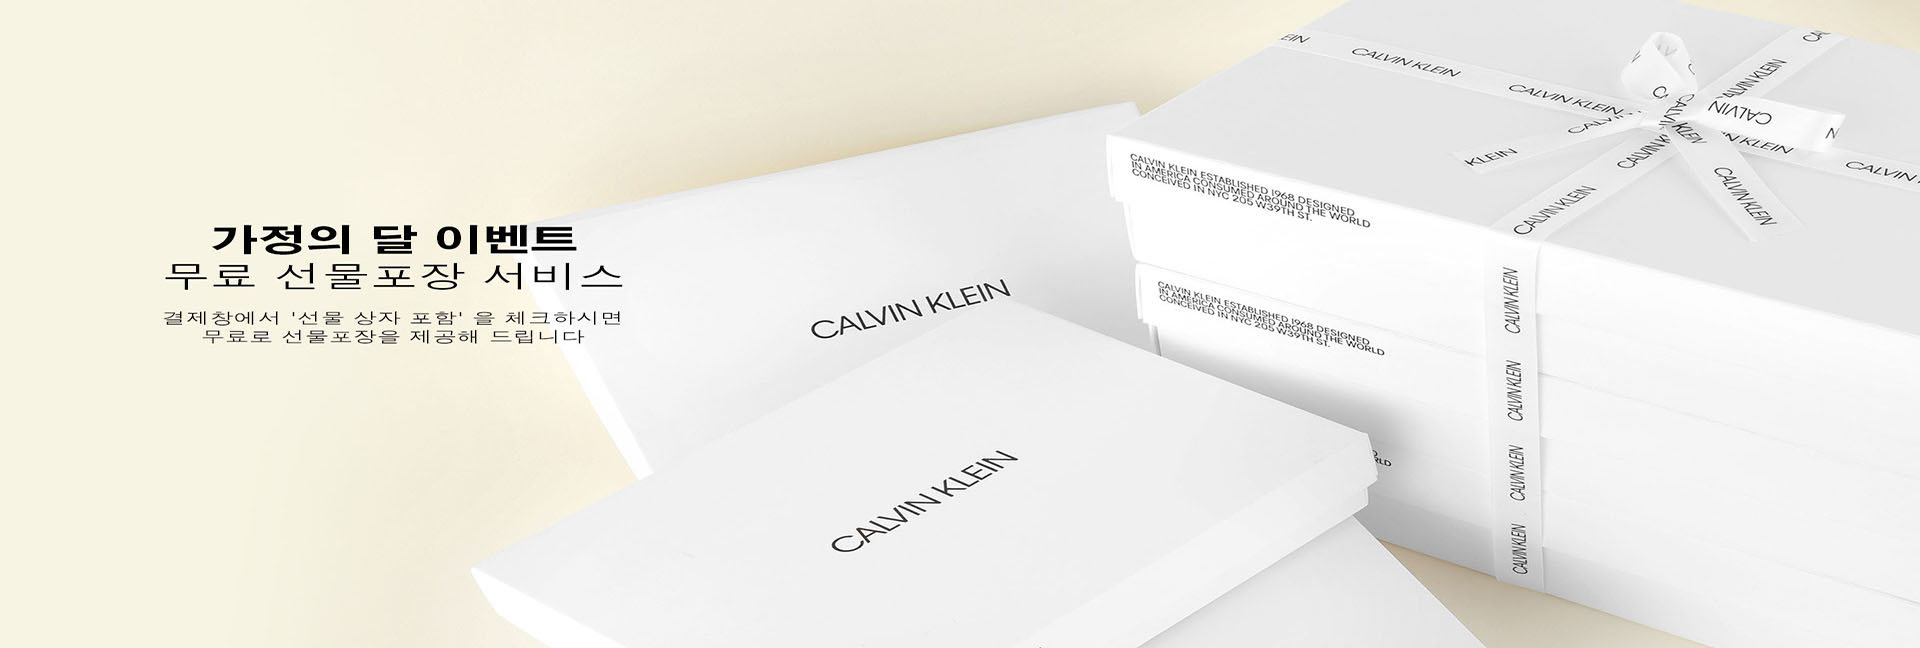 가정의 달 이벤트
무료 선물포장 서비스
결제창에서 '선물 상자 포함' 을 체크하시면
무료로 선물포장을 제공해 드립니다
CALVIN KLEIN
CALVIN KLEIN
CALVIN KLEIN ESTABLISHED 1968 DESIGNED
IN AMERICA CONSUMED AROUND THE WORLD
CONCEIVED IN NYC 205 W39TH ST.
CALVIN KLEIN ESTABLISHED 1968 DESIGNED
IN AMERICA CONSUMED AROUND THE WORLD
CONCEIVED IN NYC 205 W39TH ST.
CALVIN KLEIN
CALVIN KLEIN
CALVIN KLEIN
CALVIN KLEIN
CALVIN KLEIN
CALVIN KLEIN
KLEIN
CALVIN
KLEIN
CALVIN KLEIN
CALVIN KLEIN
CALVIN KLEIN
CALVIN KLEIN